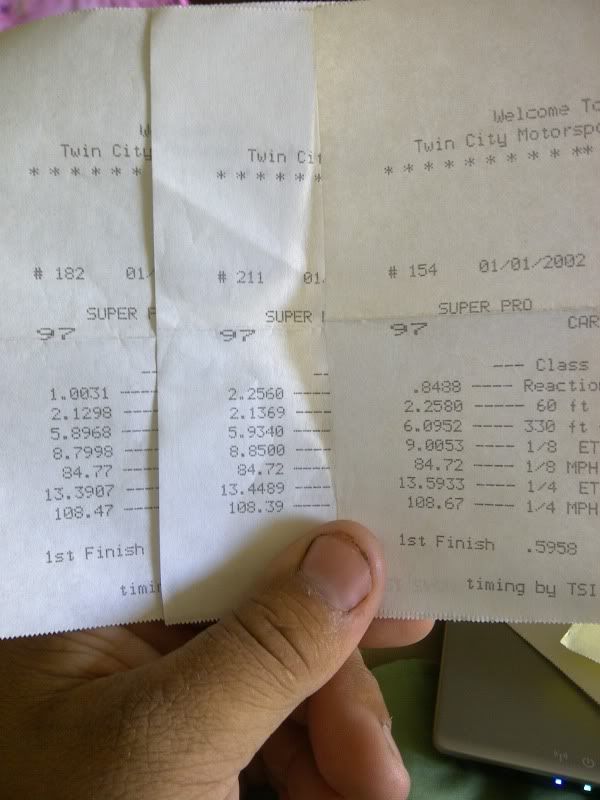 Twin City
* * * * * *
# 182 01/
SUPER
97
1.0031 ----
2.1298 ----
5.8968 ----
8.7998 ----
84.77 ----
13.3907 ----
108.47 ----
1st Finish
Twin
* * * * * *
# 211 01
SUPER
97
2.2560 ----
2.1369 ----
5.9340 ----
8.8500 ----
84.72 ----
13.4489 ----
108.39 ----
Welcome To
Twin City Motorspo
* * * * * * * * * * **
# 154 01/01/2002
SUPER PRO
97 CAR
--- Class
.8488 ---- Reaction
2.2580 ----- 60 ft
6.0952 ---- 330 ft
9.0053 ---- 1/8 ET
84.72 ---- 1/8 MPH
13.5933 ---- 1/4 ET
108.67 ---- 1/4 MPH
1st Finish .5958
timing by TSI